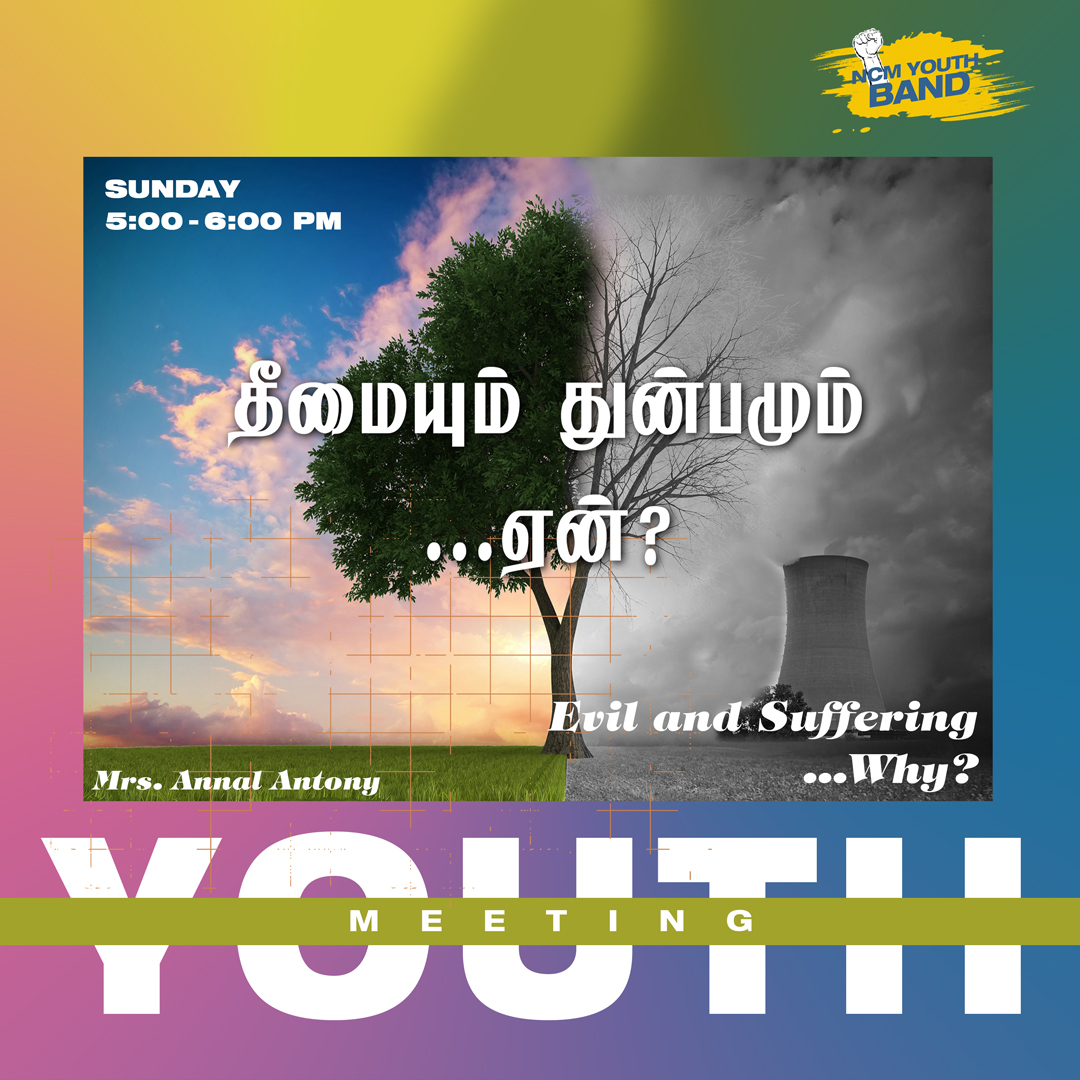 NCM YOUTH
BAND
SUNDAY
5:00 - 6:00 PM
தீமையும் துன்பமும்
...ஏன்?
Evil and Suffering
...Why?
Mrs. Annal Antony
YOUTH
MEETING